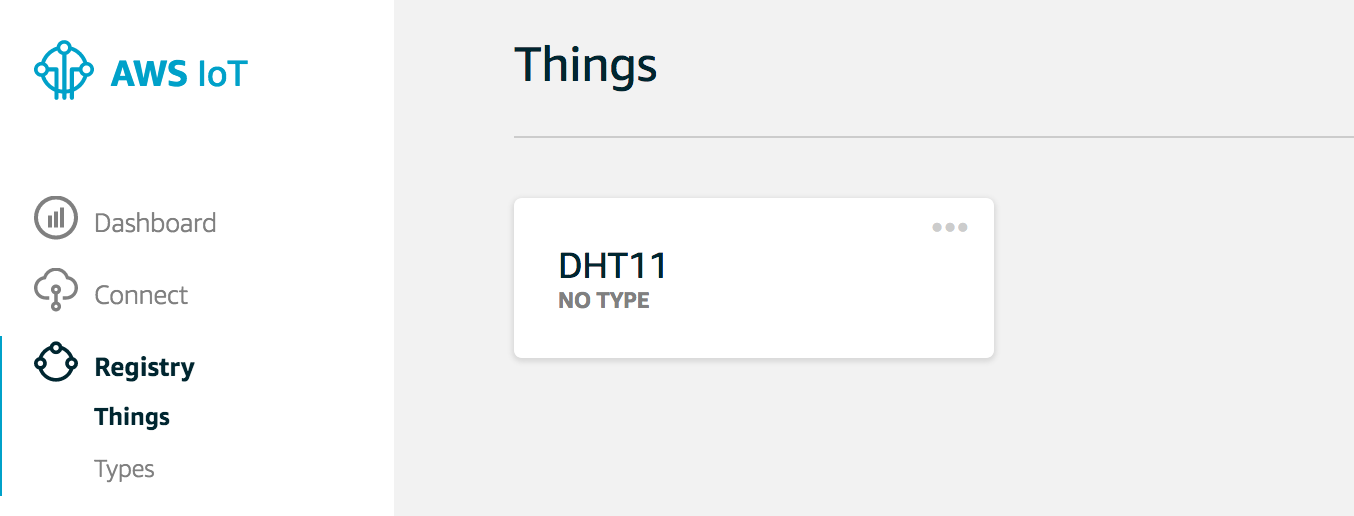 AWS IoT
Dashboard
Connect
Registry
Things
Types
Things
DHT11
NO TYPE